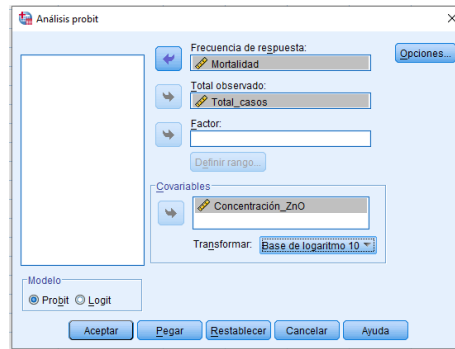 Análisis probit
Frecuencia de respuesta:
Mortalidad
Opciones...
Total observado:
Total_casos
Factor:
Definir rango...
Covariables
Concentración_ZnO
Transformar: Base de logaritmo 10
Modelo
Probit Logit
Aceptar Pegar Restablecer Cancelar Ayuda